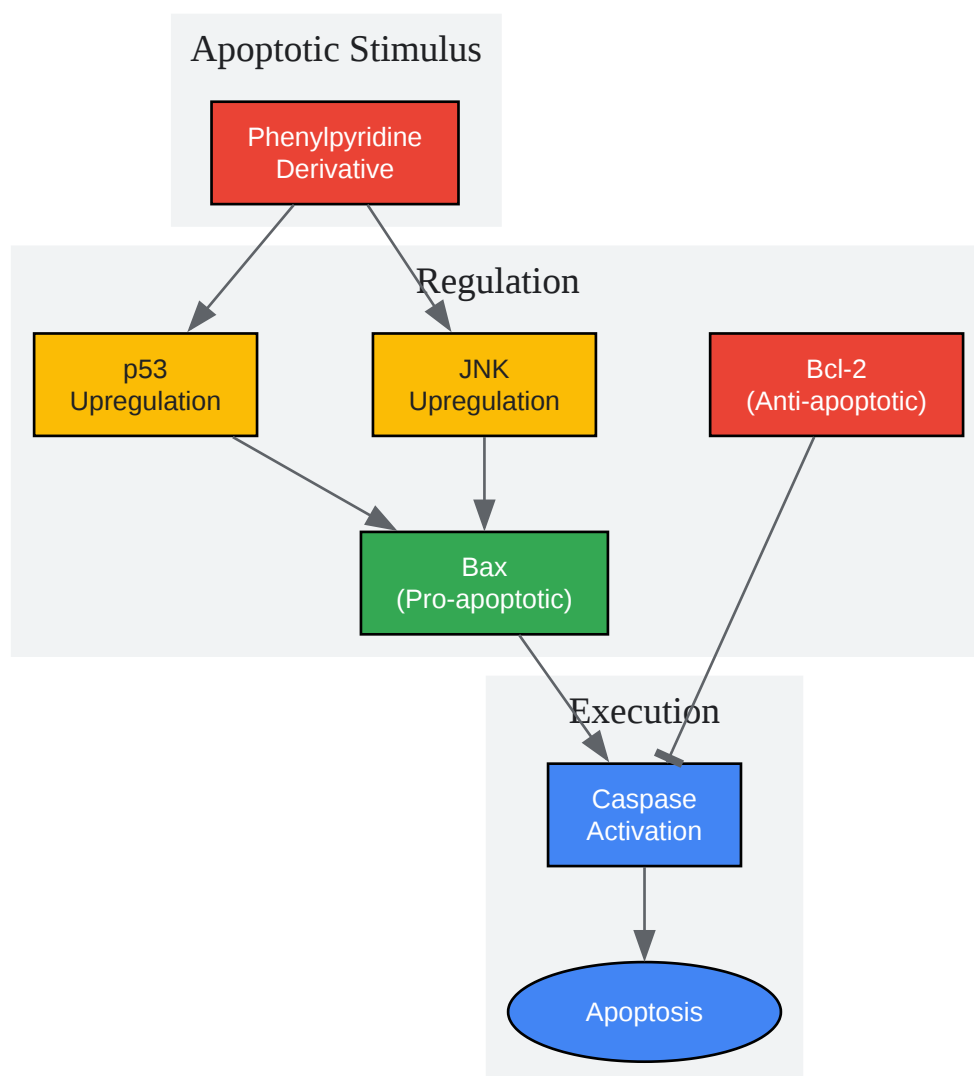 Apoptotic Stimulus
Phenylpyridine
Derivative
Regulation
p53
Upregulation
JNK
Upregulation
Bcl-2
(Anti-apoptotic)
Bax
(Pro-apoptotic)
Execution
Caspase
Activation
Apoptosis